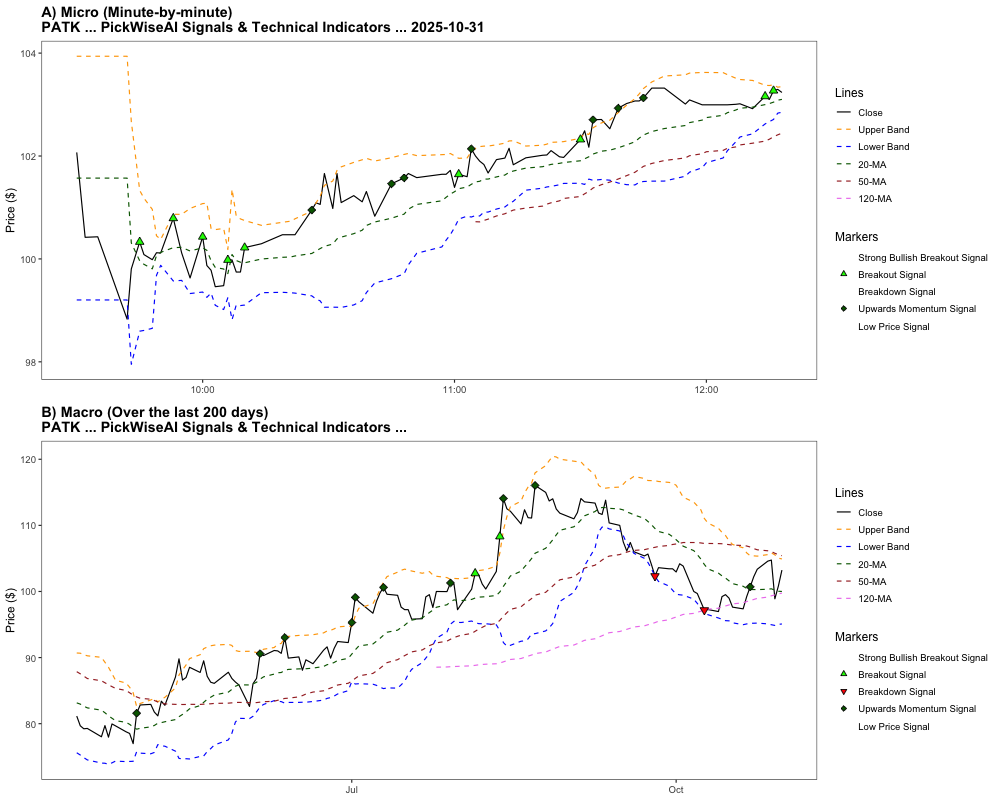 A) Micro (Minute-by-minute)
PATK ... PickWiseAI Signals & Technical Indicators ... 2025-10-31
Price ($)
104
102
100
98
10:00
11:00
12:00
Lines
Close
Upper Band
Lower Band
20-MA
50-MA
120-MA
Markers
Strong Bullish Breakout Signal
Breakout Signal
Breakdown Signal
Upwards Momentum Signal
Low Price Signal
B) Macro (Over the last 200 days)
PATK ... PickWiseAI Signals & Technical Indicators ...
Price ($)
120
110
100
90
80
Jul
Oct
Lines
Close
Upper Band
Lower Band
20-MA
50-MA
120-MA
Markers
Strong Bullish Breakout Signal
Breakout Signal
Breakdown Signal
Upwards Momentum Signal
Low Price Signal